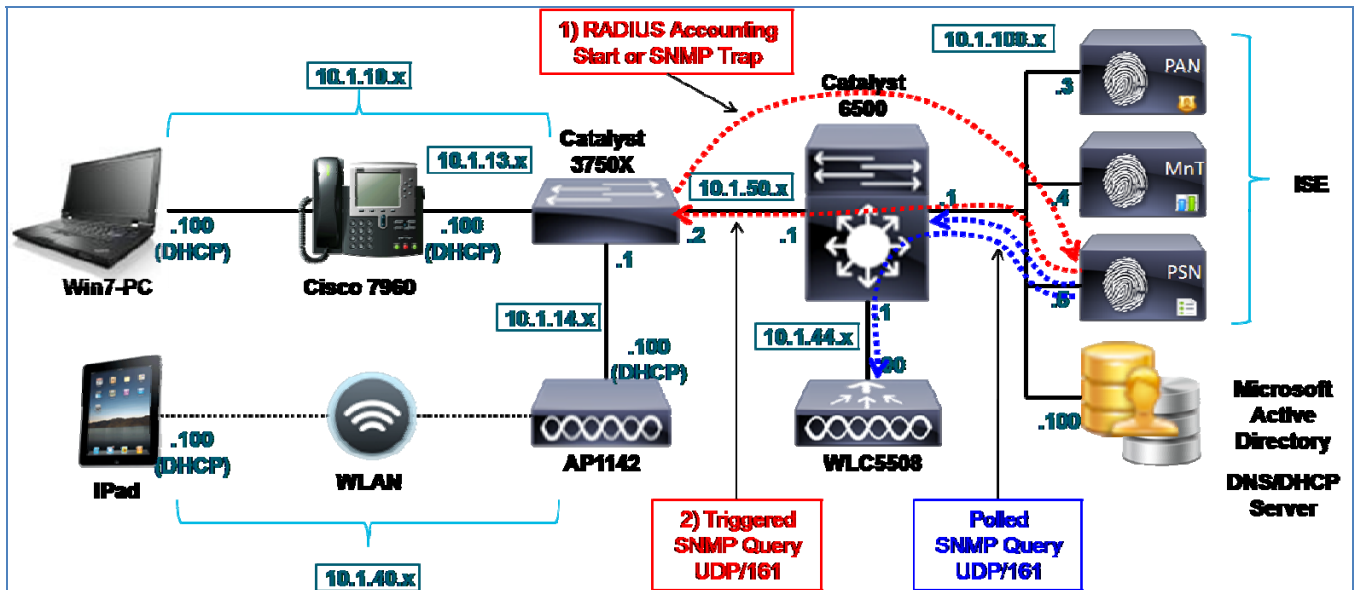 1) RADIUS Accounting
Start or SNMP Trap
10.1.100.x
PAN
.3
10.1.10.x
Catalyst
6500
Catalyst
3750X
10.1.13.x
10.1.50.x
MnT
.4
ISE
.1
.100
(DHCP)
.100
(DHCP)
.2
.1
PSN
Win7-PC
Cisco 7960
.1
10.1.14.x
.1
10.1.44.x
.100
(DHCP)
Microsoft
Active
Directory
.100
.100
(DHCP)
iPad
WLAN
AP1142
WLC5508
DNS/DHCP
Server
2) Triggered
SNMP Query
UDP/161
Polled
SNMP Query
UDP/161
10.1.40.x